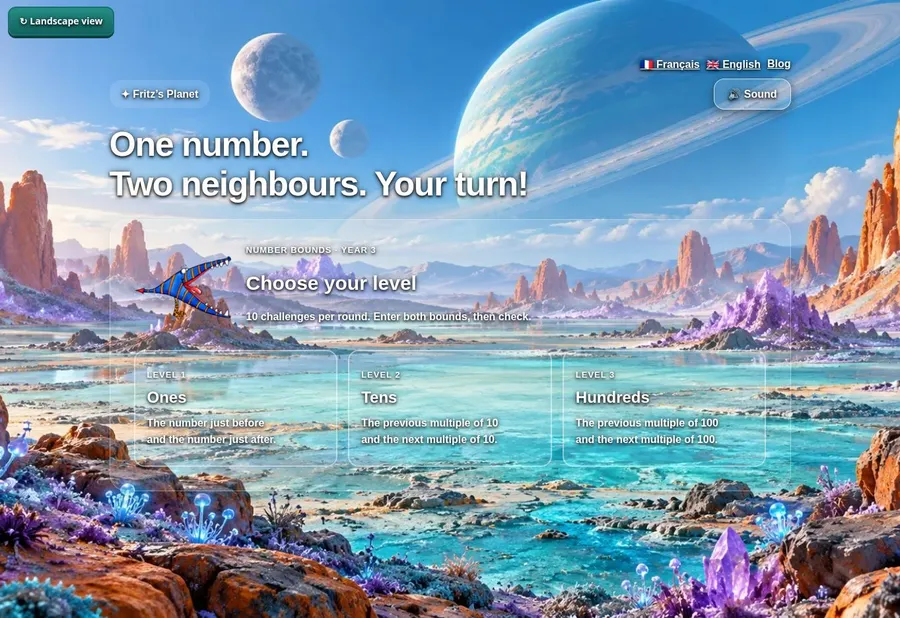 ↻ Landscape view
🇫🇷 Français 🇬🇧 English Blog
✦ Fritz's Planet
🔊 Sound
One number.
Two neighbours. Your turn!
NUMBER BOUNDS · YEAR 3
Choose your level
10 challenges per round. Enter both bounds, then check.
LEVEL 1
Ones
The number just before
and the number just after.
LEVEL 2
Tens
The previous multiple of 10
and the next multiple of 10.
LEVEL 3
Hundreds
The previous multiple of 100
and the next multiple of 100.